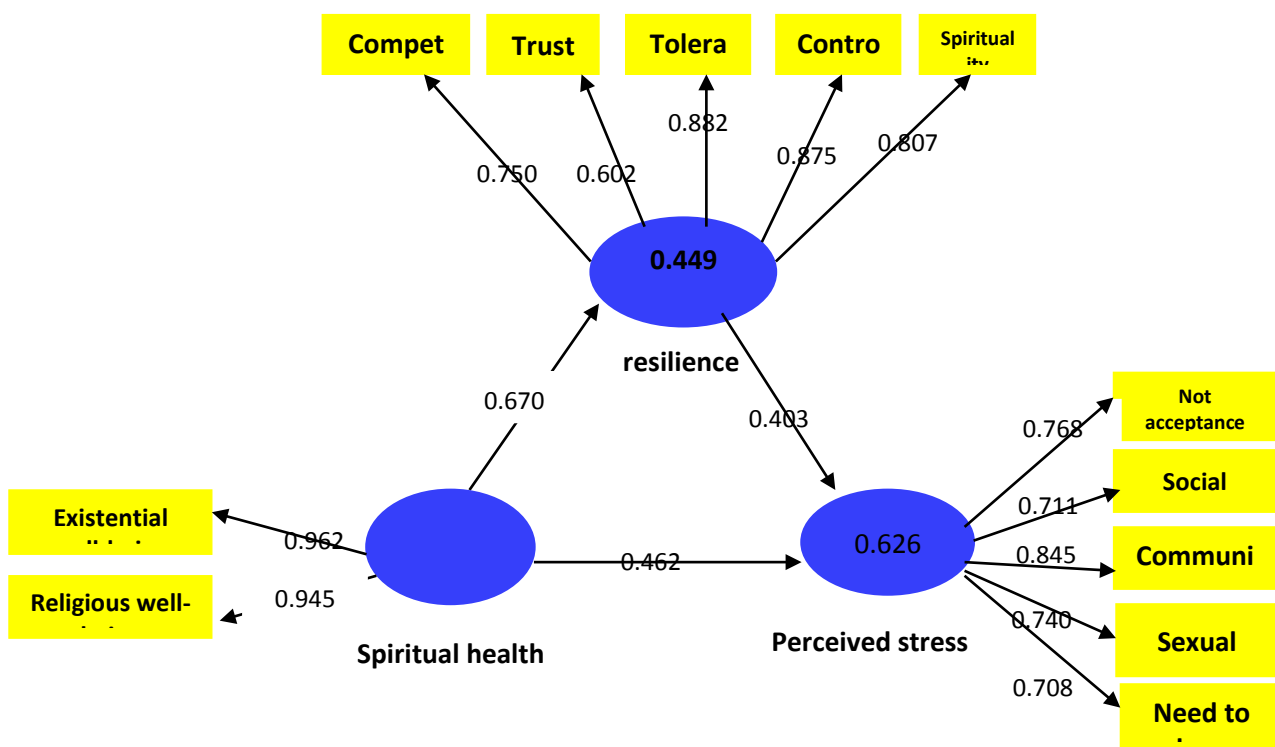 Compet
Trust
Tolera
Contro
Spiritual
0.882
0.875
0.807
0.750
0.602
0.449
resilience
0.670
0.403
Not
acceptance
0.768
Social
0.711
Existential
0.962
0.462
0.626
0.845
Communi
Religious well-
0.945
0.740
Sexual
Spiritual health
Perceived stress
0.708
Need to